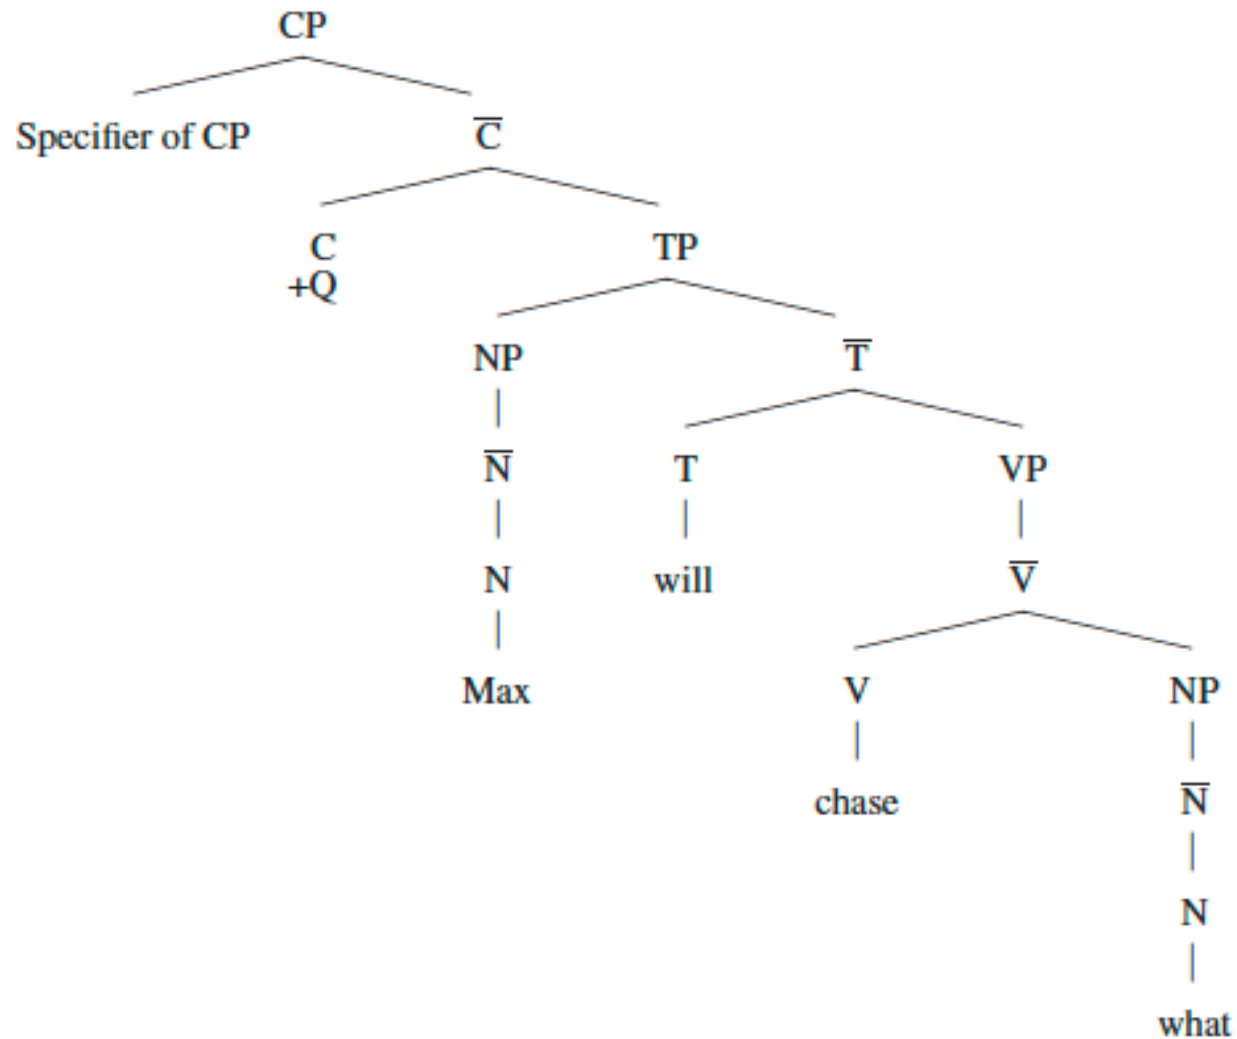 CP
Specifier of CP C̅
C TP
+Q
NP T̅
N̅ T VP
N will V̅
Max V NP
chase N̅
N
what